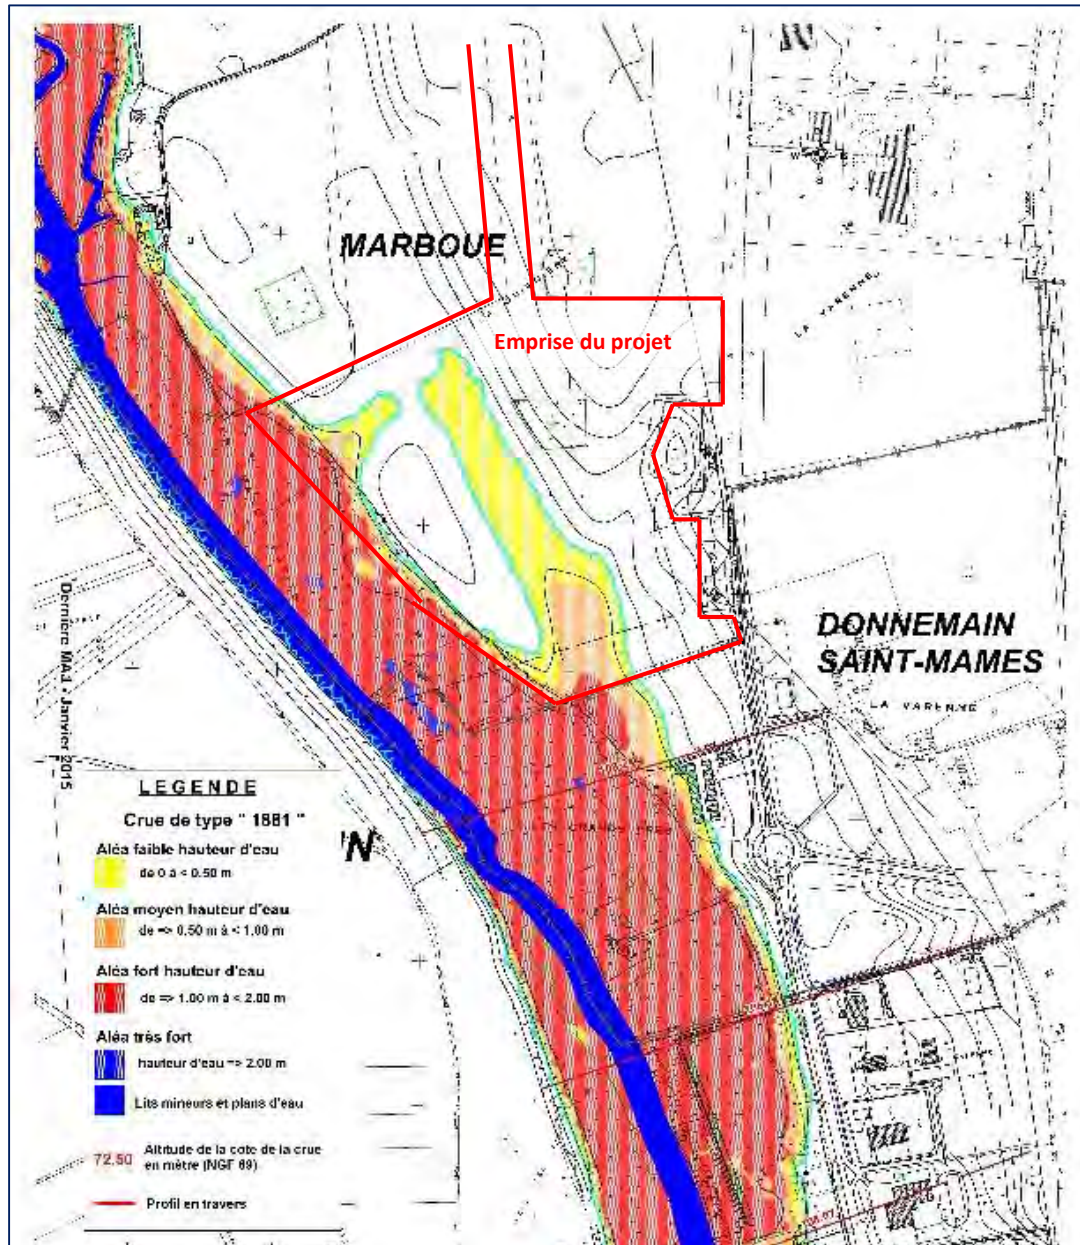 MARBOUE
Emprise du projet
LA VARENNE
DONNEMAIN
SAINT-MAMES
LA VARENNE
Dernière MAJ - Janvier 2015
N
LEGENDE
Crue de type " 1881 "
Aléa faible hauteur d'eau
de 0 à < 0.50 m
Aléa moyen hauteur d'eau
de => 0.50 m à < 1.00 m
Aléa fort hauteur d'eau
de => 1.00 m à < 2.00 m
Aléa très fort
hauteur d'eau => 2.00 m
Lits mineurs et plans d'eau
72.50 Altitude de la cote de la crue
en mètre (NGF 69)
Profil en travers